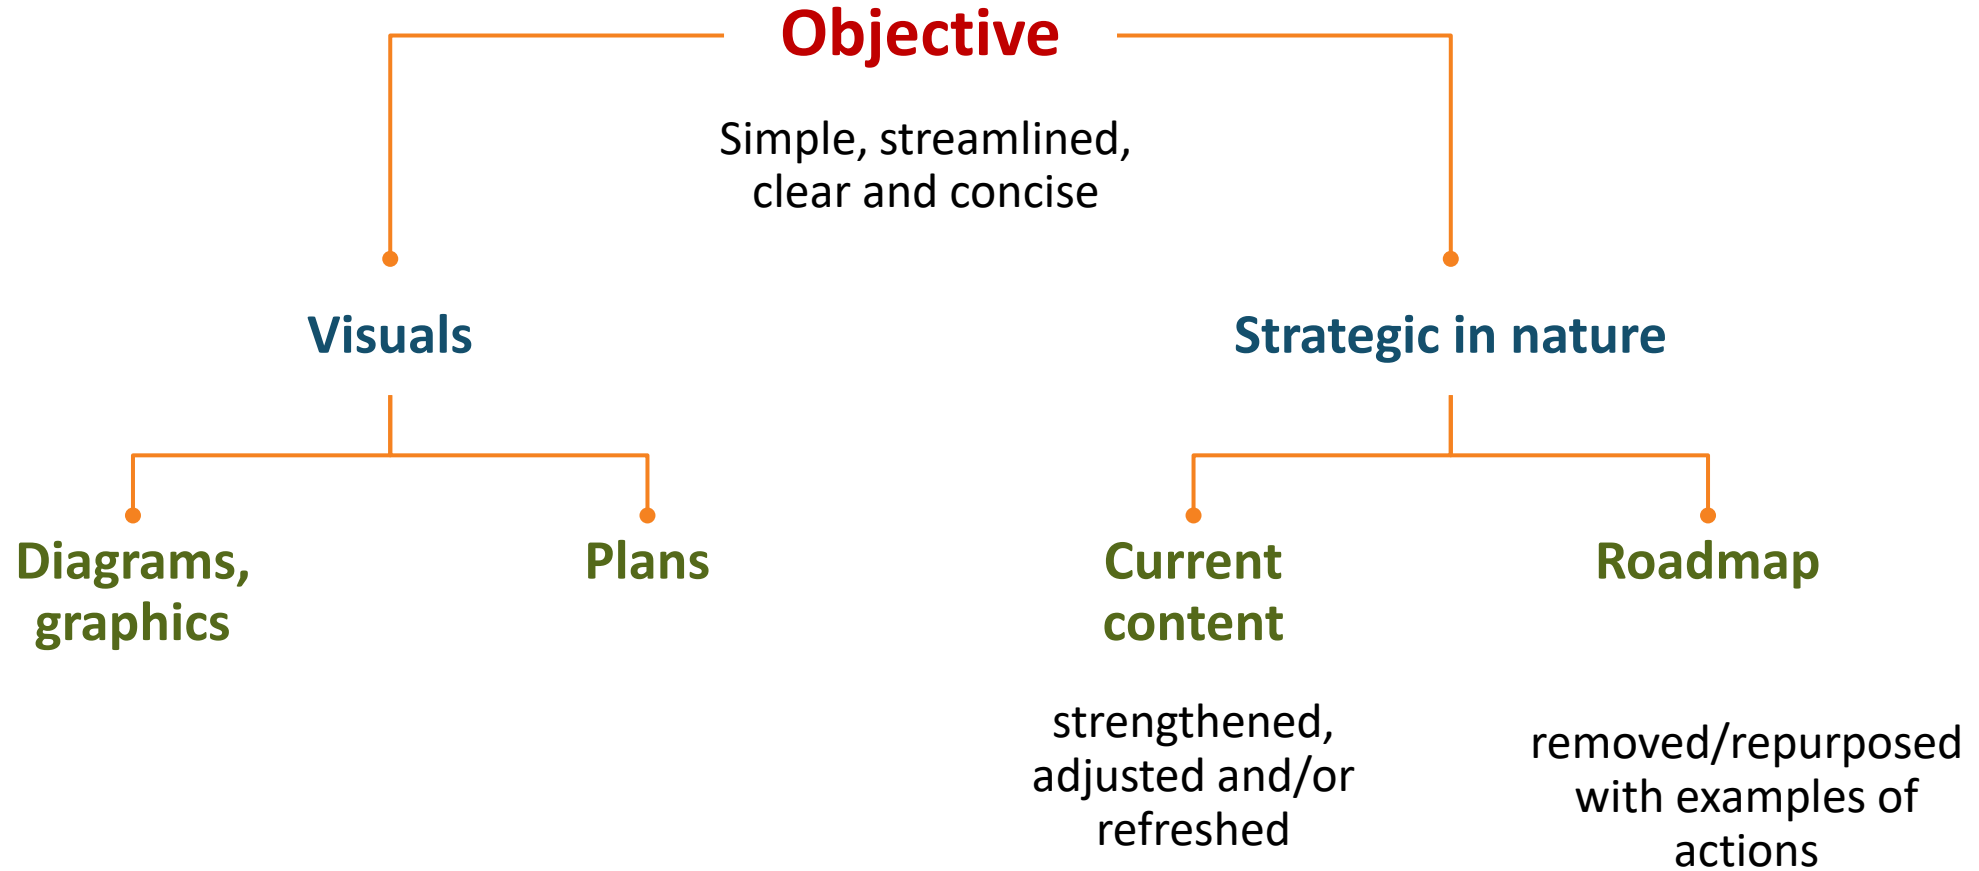 Objective
Simple, streamlined,
clear and concise
Visuals
Strategic in nature
Diagrams,
graphics
Plans
Current
content
strengthened,
adjusted and/or
refreshed
Roadmap
removed/repurposed
with examples of
actions